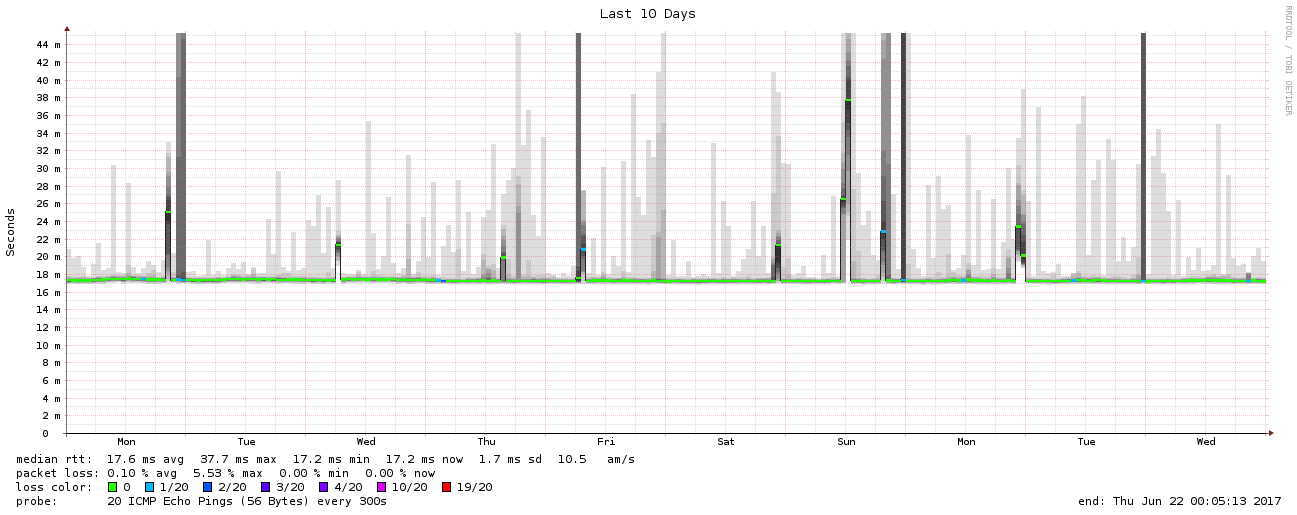 Last 10 Days
RRDTOOL / TOBI OETIKER
Seconds
44 m
42 m
40 m
38 m
36 m
34 m
32 m
30 m
28 m
26 m
24 m
22 m
20 m
18 m
16 m
14 m
12 m
10 m
8 m
6 m
4 m
2 m
0
Mon Tue Wed Thu Fri Sat Sun Mon Tue Wed
median rtt: 17.6 ms avg 37.7 ms max 17.2 ms min 17.2 ms now 1.7 ms sd 10.5 am/s
packet loss: 0.10 % avg 5.53 % max 0.00 % min 0.00 % now
loss color: 0 1/20 2/20 3/20 4/20 10/20 19/20
probe: 20 ICMP Echo Pings (56 Bytes) every 300s end: Thu Jun 22 00:05:13 2017